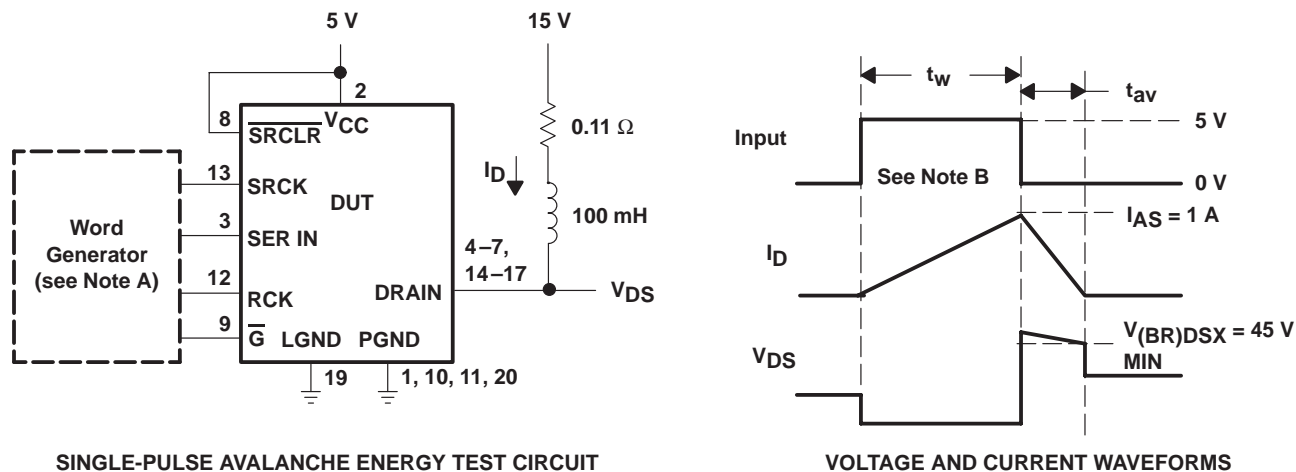 5 V
15 V
2
8
SRCLR
VCC
0.11 Ω
13
SRCK
ID
DUT
Word
Generator
(see Note A)
3
SER IN
100 mH
4–7,
14–17
12
RCK
DRAIN
VDS
9
G
LGND
PGND
19
1, 10, 11, 20
SINGLE-PULSE AVALANCHE ENERGY TEST CIRCUIT
tw
tav
Input
5 V
See Note B
0 V
IAS = 1 A
ID
V(BR)DSX = 45 V
MIN
VDS
VOLTAGE AND CURRENT WAVEFORMS